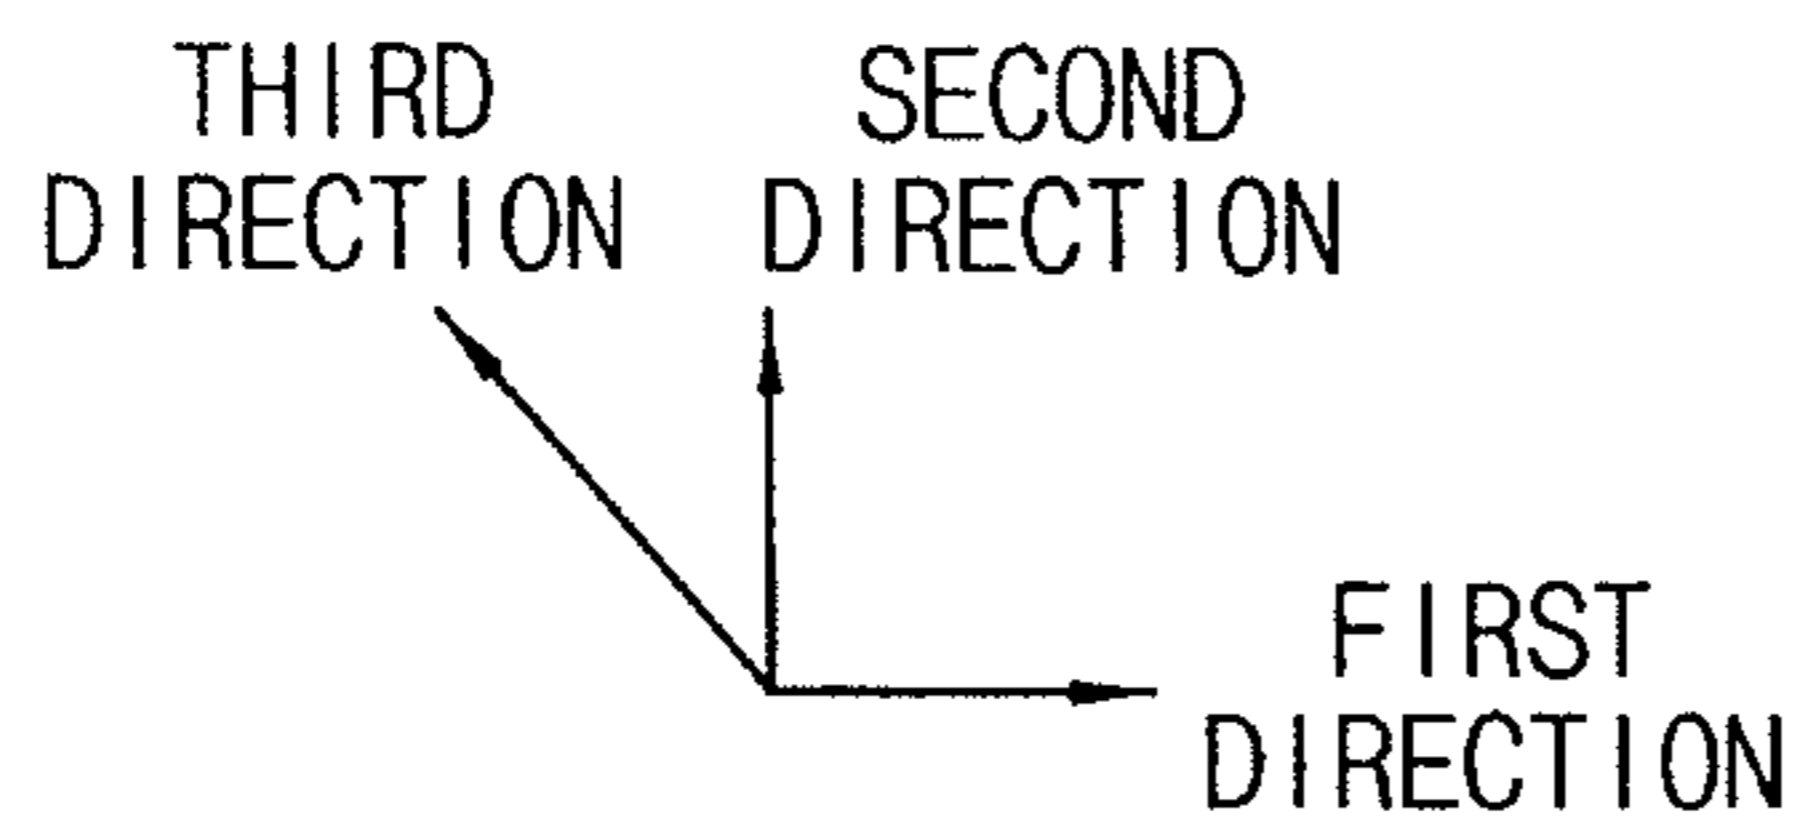 THIRD
DIRECTION
SECOND
DIRECTION
FIRST
DIRECTION